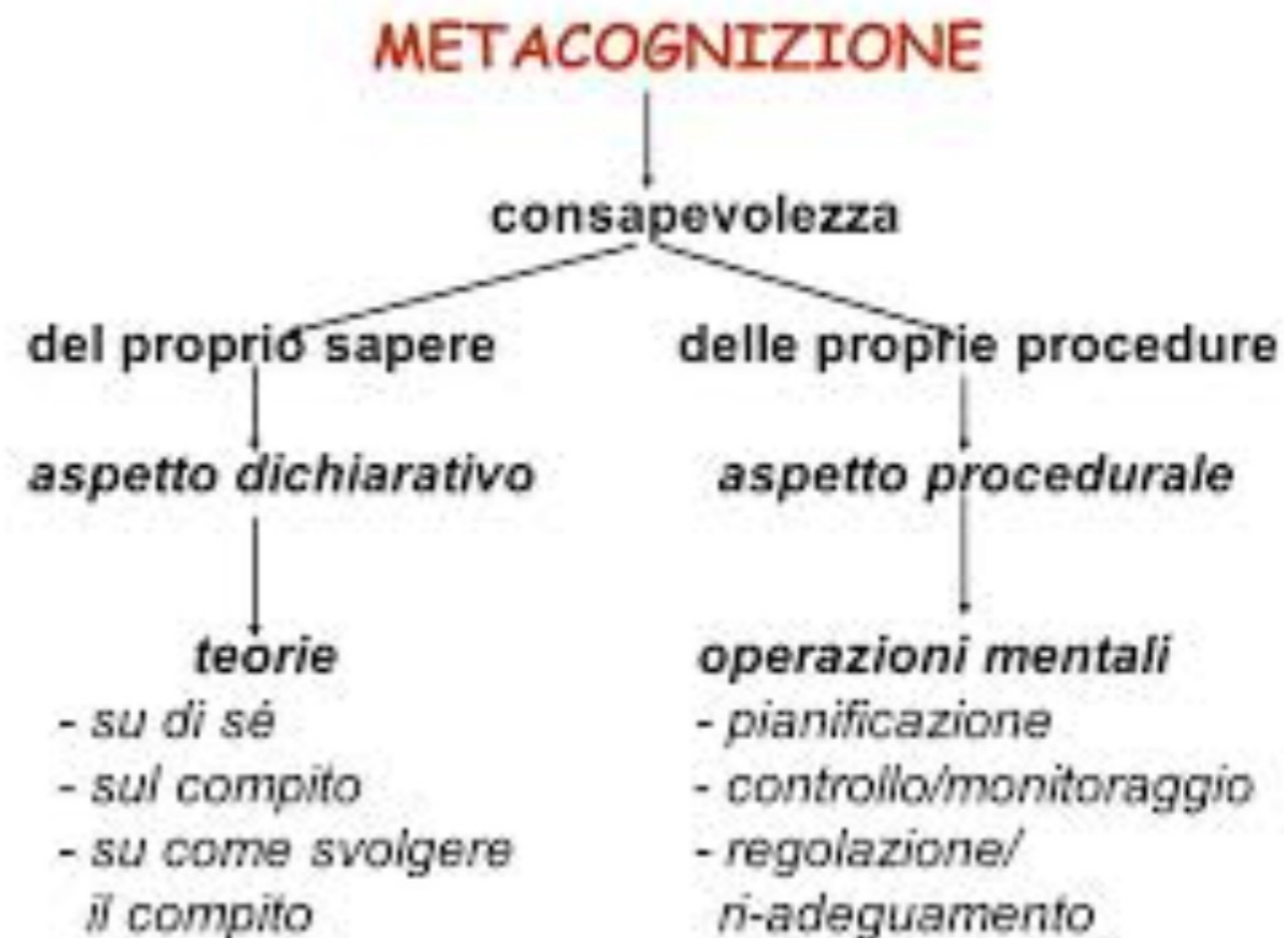 METACOGNIZIONE
consapevolezza
del proprio sapere
delle proprie procedure
aspetto dichiarativo
aspetto procedurale
teorie
- su di sé
- sul compito
- su come svolgere
il compito
operazioni mentali
- pianificazione
- controllo/monitoraggio
- regolazione/
ri-adeguamento